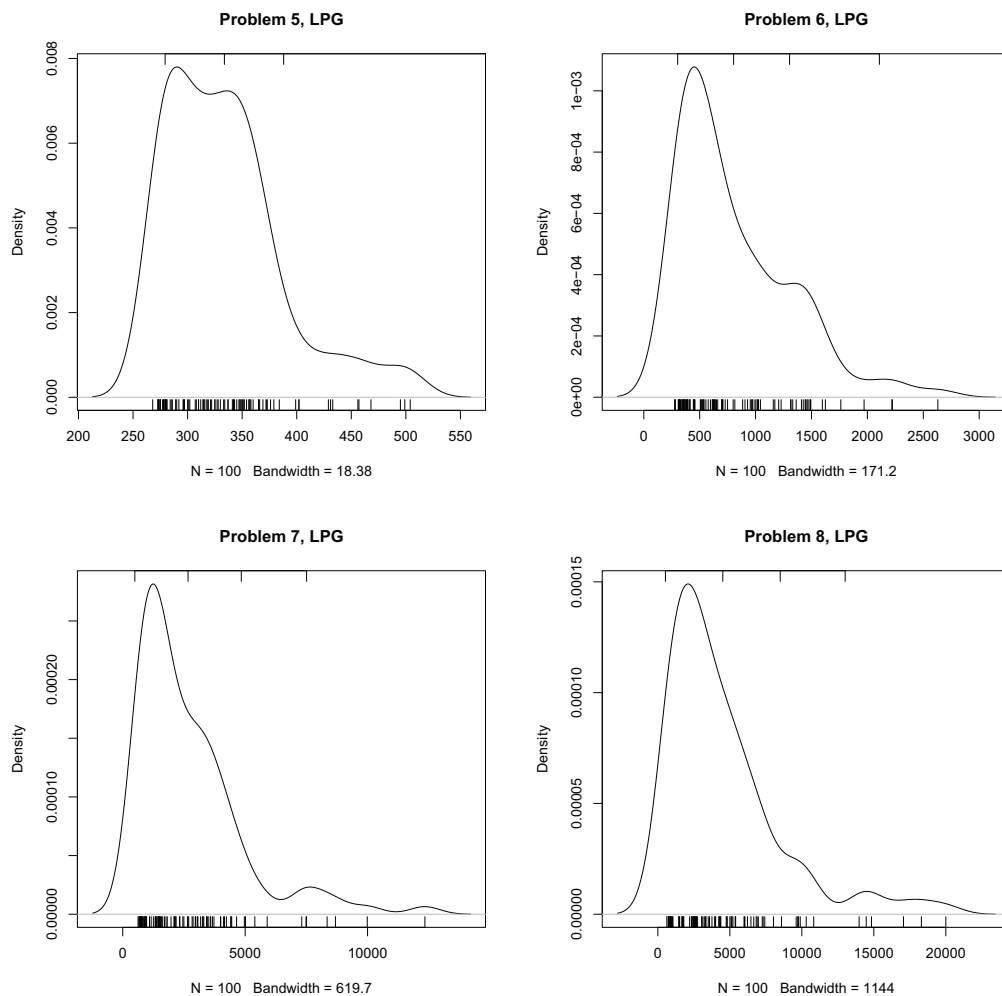 Problem 5, LPG
Density
0.000
0.002
0.004
0.006
0.008
200 250 300 350 400 450 500 550
N = 100 Bandwidth = 18.38
Problem 6, LPG
Density
0e+00
2e-04
4e-04
6e-04
8e-04
1e-03
0 500 1000 1500 2000 2500 3000
N = 100 Bandwidth = 171.2
Problem 7, LPG
Density
0.00000
0.00010
0.00020
0 5000 10000
N = 100 Bandwidth = 619.7
Problem 8, LPG
Density
0.00000
0.00005
0.00010
0.00015
0 5000 10000 15000 20000
N = 100 Bandwidth = 1144